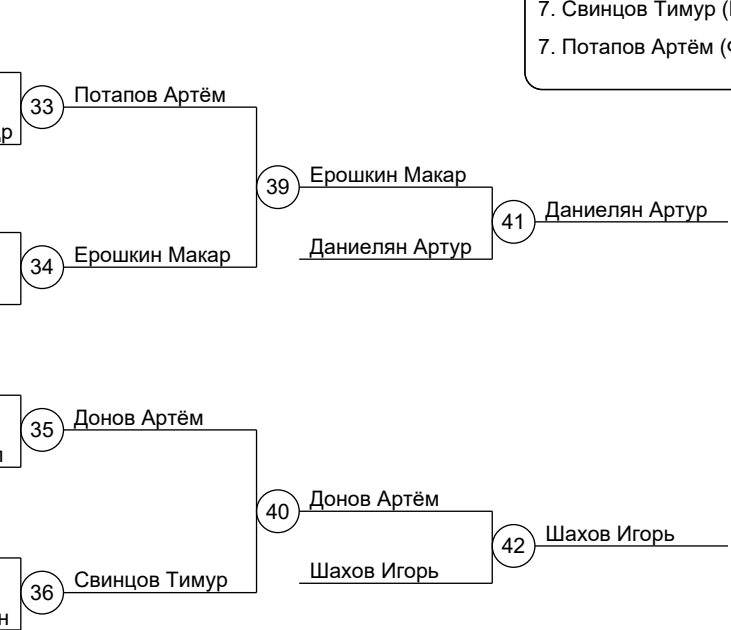 7. Свинцов Тимур (
7. Потапов Артём (
33
Потапов Артём
39
Ерошкин Макар
41
Даниелян Артур
Даниелян Артур
34
Ерошкин Макар
35
Донов Артём
40
Донов Артём
42
Шахов Игорь
Шахов Игорь
36
Свинцов Тимур